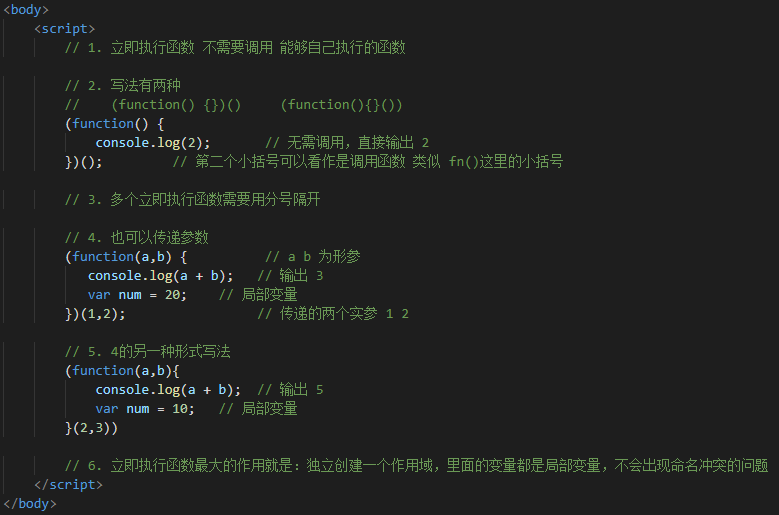 <body>
<script>
// 1. 立即执行函数 不需要调用 能够自己执行的函数
// 2. 写法有两种
// (function() {})() (function(){}())
(function() {
console.log(2); // 无需调用，直接输出 2
})(); // 第二个小括号可以看作是调用函数 类似 fn()这里的小括号
// 3. 多个立即执行函数需要用分号隔开
// 4. 也可以传递参数
(function(a,b) { // a b 为形参
console.log(a + b); // 输出 3
var num = 20; // 局部变量
})(1,2); // 传递的两个实参 1 2
// 5. 4的另一种形式写法
(function(a,b){
console.log(a + b); // 输出 5
var num = 10; // 局部变量
}(2,3))
// 6. 立即执行函数最大的作用就是：独立创建一个作用域，里面的变量都是局部变量，不会出现命名冲突的问题
</script>
</body>